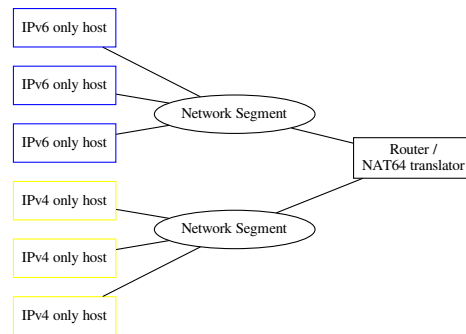 IPv6 only host
IPv6 only host
Network Segment
IPv6 only host
Router /
NAT64 translator
IPv4 only host
Network Segment
IPv4 only host
IPv4 only host